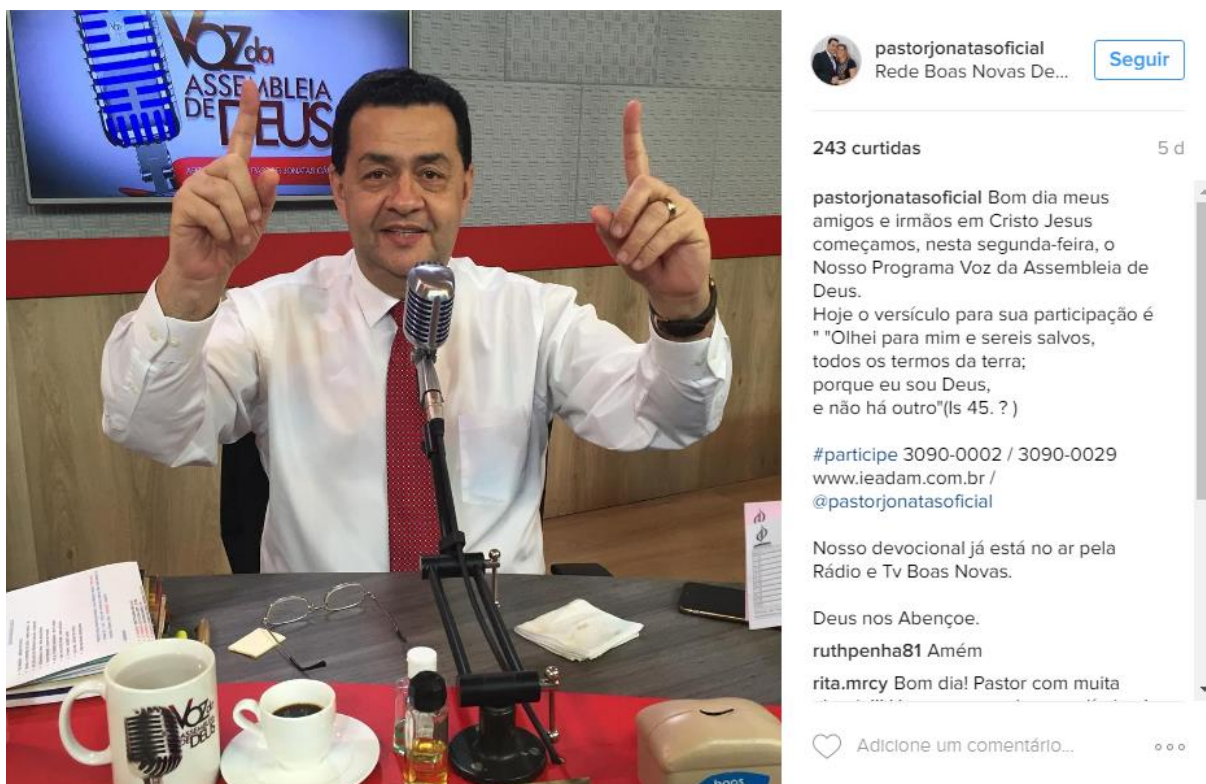 VOZ da
ASSEMBLEIA
DE DEUS
VOZ da
ASSEMBLEIA
DE DEUS
boas
pastorjonatasoficial
Rede Boas Novas De...
Seguir
243 curtidas
5 d
pastorjonatasoficial Bom dia meus
amigos e irmãos em Cristo Jesus
começamos, nesta segunda-feira, o
Nosso Programa Voz da Assembleia de
Deus.
Hoje o versículo para sua participação é
" "Olhei para mim e sereis salvos,
todos os termos da terra;
porque eu sou Deus,
e não há outro"(Is 45. ? )
#participe 3090-0002 / 3090-0029
www.ieadam.com.br /
@pastorjonatasoficial
Nosso devocional já está no ar pela
Rádio e Tv Boas Novas.
Deus nos Abençoe.
ruthpenha81 Amém
rita.mrcy Bom dia! Pastor com muita
Adicione um comentário...